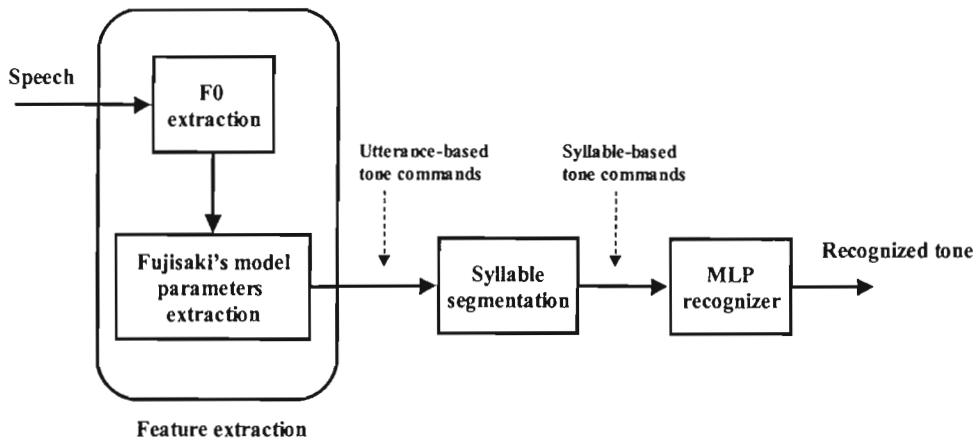 Speech
F0
extraction
Utterance-based
tone commands
Syllable-based
tone commands
Fujisaki's model
parameters
extraction
Syllable
segmentation
MLP
recognizer
Recognized tone
Feature extraction